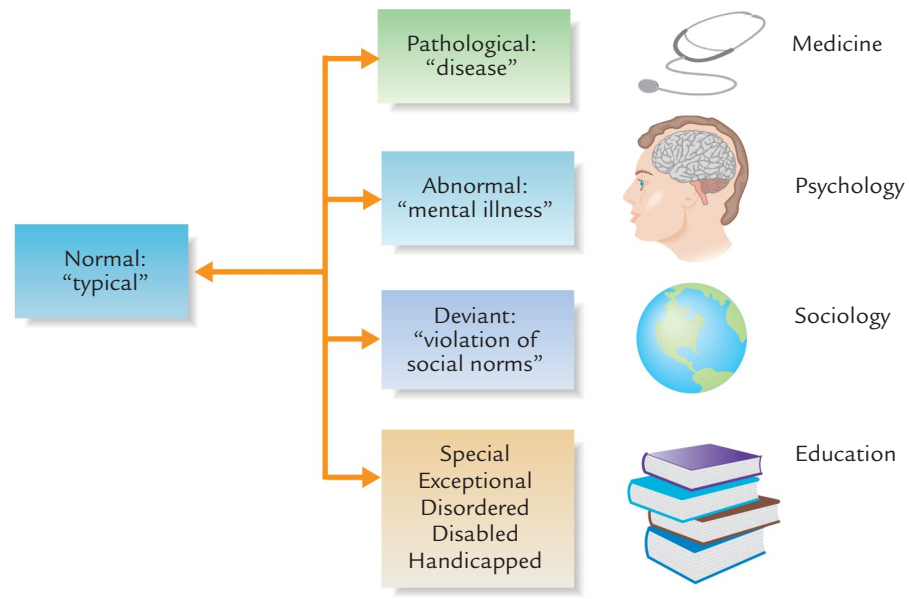 Pathological:
“disease”
Medicine
Abnormal:
“mental illness”
Psychology
Normal:
“typical”
Deviant:
“violation of
social norms”
Sociology
Special
Exceptional
Disordered
Disabled
Handicapped
Education